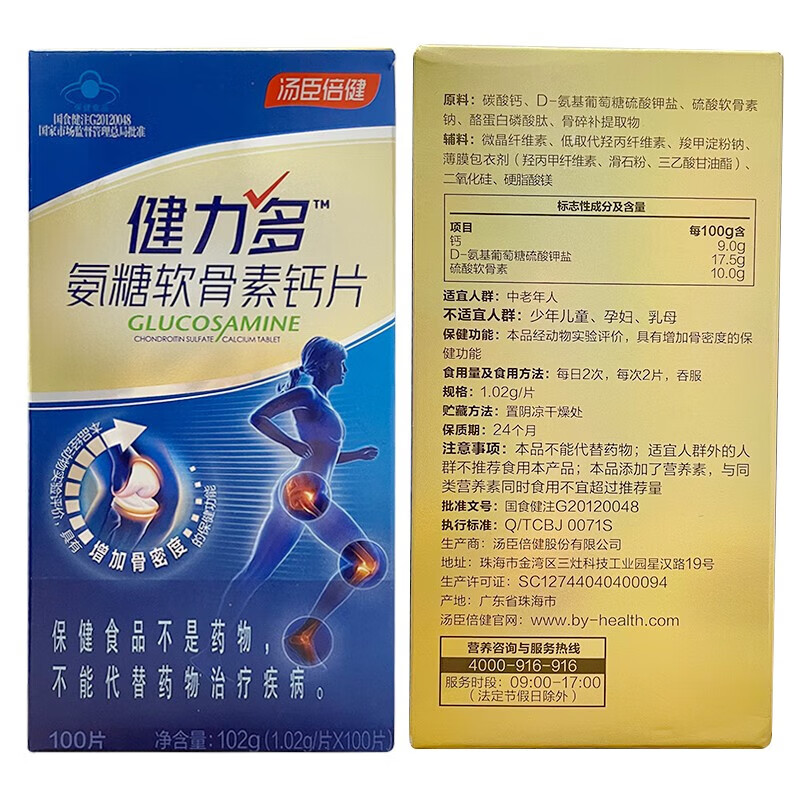 保健食品
国食健注G20120048
国家市场监督管理总局批准
汤臣倍健
健力多™
氨糖软骨素钙片
GLUCOSAMINE
CHONDROITIN SULFATE CALCIUM TABLET
本品经动物实验评价，具有
增加骨密度
的保健功能
保健食品不是药物，
不能代替药物治疗疾病。
100片
净含量：102g(1.02g/片X100片)
原料：碳酸钙、D-氨基葡萄糖硫酸钾盐、硫酸软骨素
钠、酪蛋白磷酸肽、骨碎补提取物
辅料：微晶纤维素、低取代羟丙纤维素、羧甲淀粉钠、
薄膜包衣剂（羟丙甲纤维素、滑石粉、三乙酸甘油酯）、
二氧化硅、硬脂酸镁
标志性成分及含量
项目 每100g含
钙 9.0g
D-氨基葡萄糖硫酸钾盐 17.5g
硫酸软骨素 10.0g
适宜人群：中老年人
不适宜人群：少年儿童、孕妇、乳母
保健功能：本品经动物实验评价，具有增加骨密度的保
健功能
食用量及食用方法：每日2次，每次2片，吞服
规格：1.02g/片
贮藏方法：置阴凉干燥处
保质期：24个月
注意事项：本品不能代替药物；适宜人群外的人
群不推荐食用本产品；本品添加了营养素，与同
类营养素同时食用不宜超过推荐量
批准文号：国食健注G20120048
执行标准：Q/TCBJ 0071S
生产商：汤臣倍健股份有限公司
地址：珠海市金湾区三灶科技工业园星汉路19号
生产许可证：SC12744040400094
产地：广东省珠海市
汤臣倍健官网：www.by-health.com
营养咨询与服务热线
4000-916-916
服务时段：09:00-17:00
（法定节假日除外）